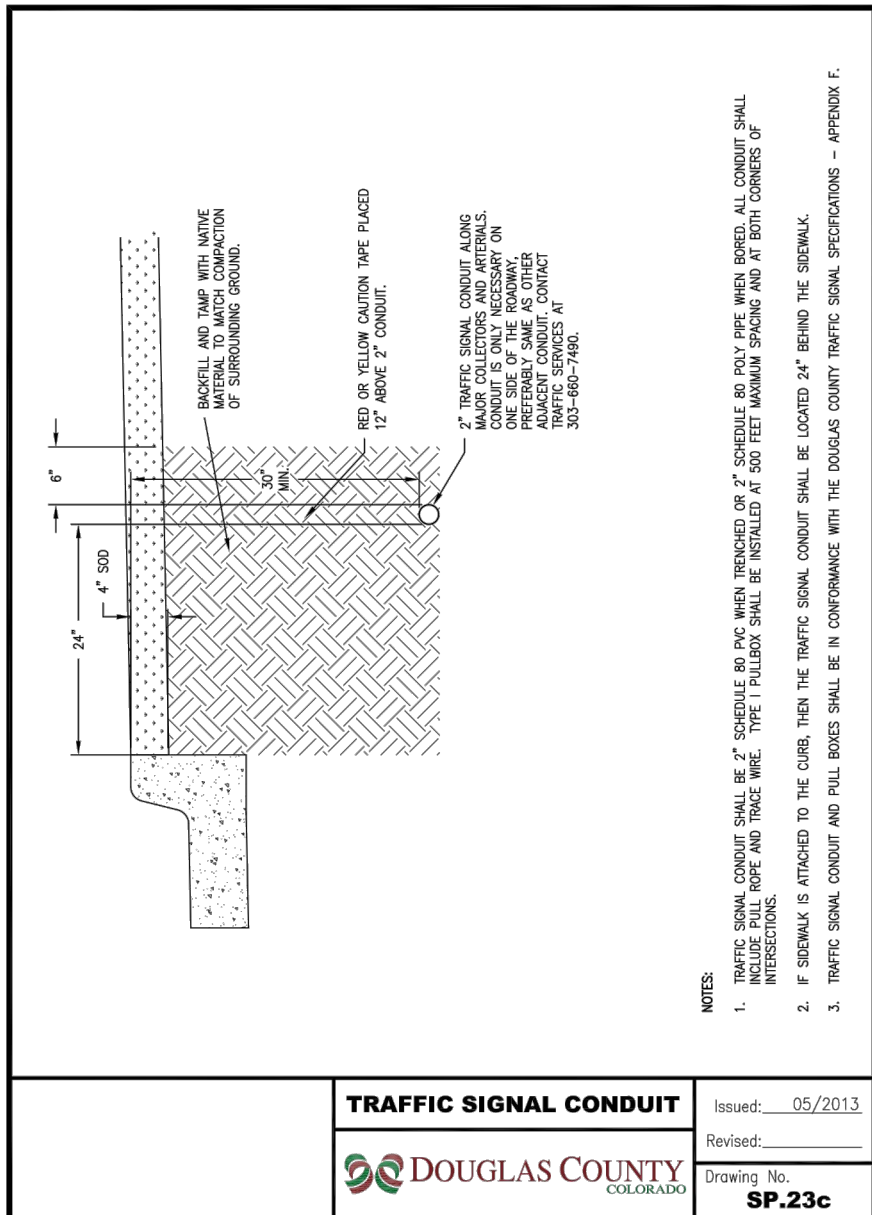 24"
6"
4" SOD
30"
MIN.
BACKFILL AND TAMP WITH NATIVE
MATERIAL TO MATCH COMPACTION
OF SURROUNDING GROUND.
RED OR YELLOW CAUTION TAPE PLACED
12" ABOVE 2" CONDUIT.
2" TRAFFIC SIGNAL CONDUIT ALONG
MAJOR COLLECTORS AND ARTERIALS.
CONDUIT IS ONLY NECESSARY ON
ONE SIDE OF THE ROADWAY,
PREFERABLY SAME AS OTHER
ADJACENT CONDUIT. CONTACT
TRAFFIC SERVICES AT
303-660-7490.
NOTES:
1. TRAFFIC SIGNAL CONDUIT SHALL BE 2" SCHEDULE 80 PVC WHEN TRENCHED OR 2" SCHEDULE 80 POLY PIPE WHEN BORED. ALL CONDUIT SHALL
INCLUDE PULL ROPE AND TRACE WIRE. TYPE I PULLBOX SHALL BE INSTALLED AT 500 FEET MAXIMUM SPACING AND AT BOTH CORNERS OF
INTERSECTIONS.
2. IF SIDEWALK IS ATTACHED TO THE CURB, THEN THE TRAFFIC SIGNAL CONDUIT SHALL BE LOCATED 24" BEHIND THE SIDEWALK.
3. TRAFFIC SIGNAL CONDUIT AND PULL BOXES SHALL BE IN CONFORMANCE WITH THE DOUGLAS COUNTY TRAFFIC SIGNAL SPECIFICATIONS – APPENDIX F.
TRAFFIC SIGNAL CONDUIT
DOUGLAS COUNTY
COLORADO
Issued: 05/2013
Revised:
Drawing No.
SP.23c